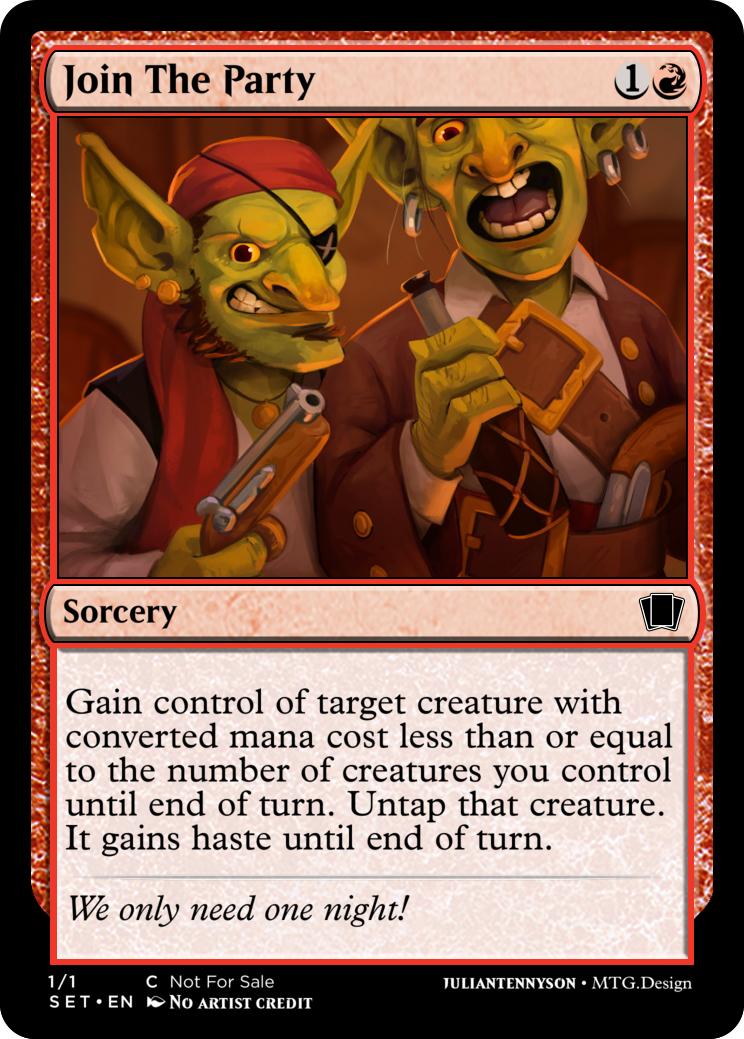 Join The Party 1
Sorcery
Gain control of target creature with
converted mana cost less than or equal
to the number of creatures you control
until end of turn. Untap that creature.
It gains haste until end of turn.
We only need one night!
1/1 C Not For Sale
JULIANTENNYSON • MTG.Design
SET • EN NO ARTIST CREDIT